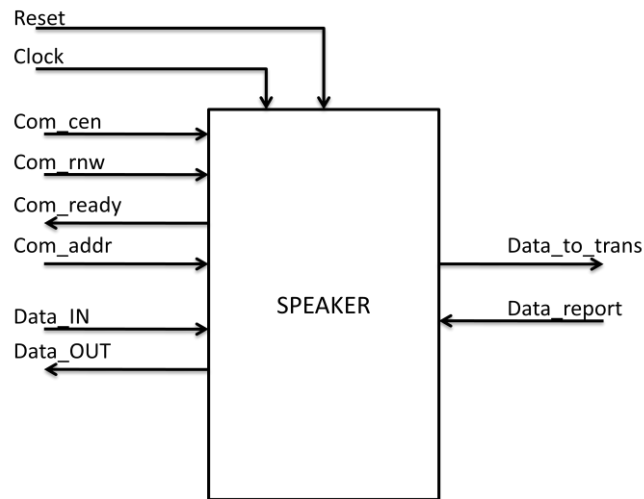 Reset
Clock
Com_cen
Com_rnw
Com_ready
Com_addr
Data_to_trans
Data_IN
SPEAKER
Data_report
Data_OUT